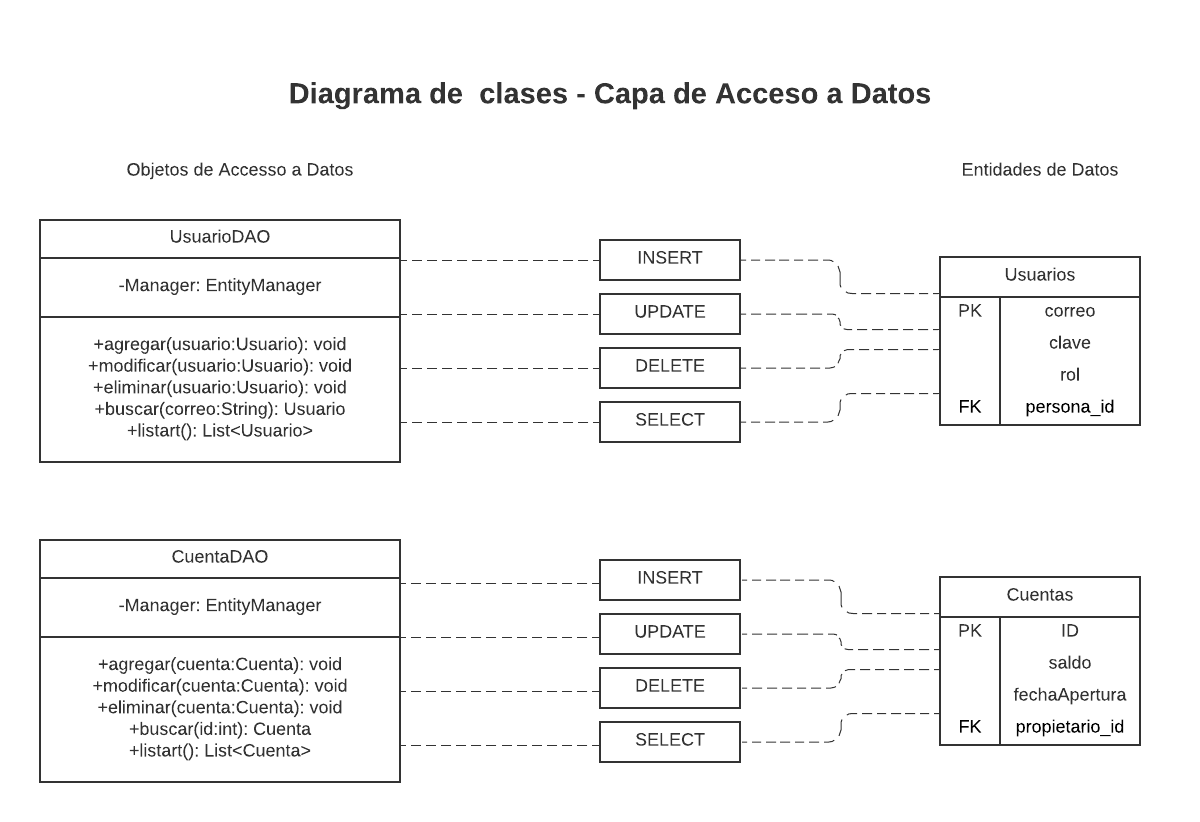 Diagrama de  clases - Capa de Acceso a Datos
Objetos de Accesso a Datos
Entidades de Datos
UsuarioDAO
-Manager: EntityManager
+agregar(usuario:Usuario): void
+modificar(usuario:Usuario): void
+eliminar(usuario:Usuario): void
+buscar(correo:String): Usuario
+listart(): List<Usuario>
INSERT
UPDATE
DELETE
SELECT
Usuarios
PK correo
clave
rol
FK persona_id
CuentaDAO
-Manager: EntityManager
+agregar(cuenta:Cuenta): void
+modificar(cuenta:Cuenta): void
+eliminar(cuenta:Cuenta): void
+buscar(id:int): Cuenta
+listart(): List<Cuenta>
INSERT
UPDATE
DELETE
SELECT
Cuentas
PK ID
saldo
fechaApertura
FK propietario_id